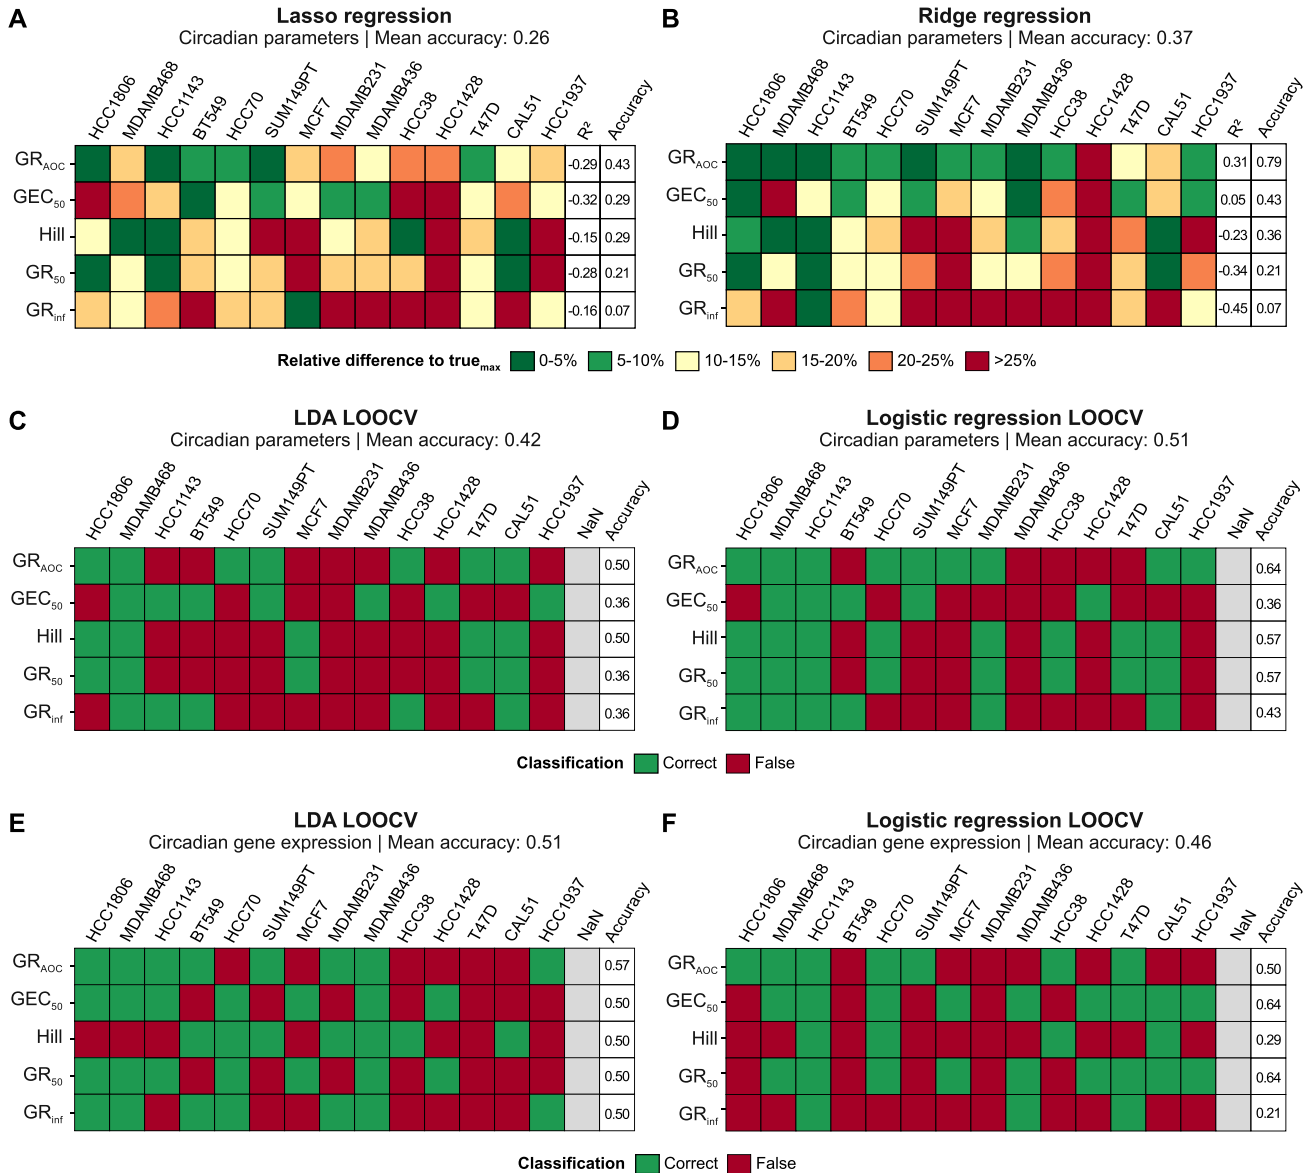 A
Lasso regression
Circadian parameters | Mean accuracy: 0.26
HCC1806 MDAMB468 HCC1143 BT549 HCC70 SUM149PT MCF7 MDAMB231 MDAMB436 HCC38 HCC1428 T47D CAL51 HCC1937 R² Accuracy
GRAOC -0.29 0.43
GEC50 -0.32 0.29
Hill -0.15 0.29
GR50 -0.28 0.21
GRinf -0.16 0.07
B
Ridge regression
Circadian parameters | Mean accuracy: 0.37
HCC1806 MDAMB468 HCC1143 BT549 HCC70 SUM149PT MCF7 MDAMB231 MDAMB436 HCC38 HCC1428 T47D CAL51 HCC1937 R² Accuracy
GRAOC 0.31 0.79
GEC50 0.05 0.43
Hill -0.23 0.36
GR50 -0.34 0.21
GRinf -0.45 0.07
Relative difference to truemax 0-5% 5-10% 10-15% 15-20% 20-25% >25%
C
LDA LOOCV
Circadian parameters | Mean accuracy: 0.42
HCC1806 MDAMB468 HCC1143 BT549 HCC70 SUM149PT MCF7 MDAMB231 MDAMB436 HCC38 HCC1428 T47D CAL51 HCC1937 NaN Accuracy
GRAOC 0.50
GEC50 0.36
Hill 0.50
GR50 0.36
GRinf 0.36
D
Logistic regression LOOCV
Circadian parameters | Mean accuracy: 0.51
HCC1806 MDAMB468 HCC1143 BT549 HCC70 SUM149PT MCF7 MDAMB231 MDAMB436 HCC38 HCC1428 T47D CAL51 HCC1937 NaN Accuracy
GRAOC 0.64
GEC50 0.36
Hill 0.57
GR50 0.57
GRinf 0.43
Classification Correct False
E
LDA LOOCV
Circadian gene expression | Mean accuracy: 0.51
HCC1806 MDAMB468 HCC1143 BT549 HCC70 SUM149PT MCF7 MDAMB231 MDAMB436 HCC38 HCC1428 T47D CAL51 HCC1937 NaN Accuracy
GRAOC 0.57
GEC50 0.50
Hill 0.50
GR50 0.50
GRinf 0.50
F
Logistic regression LOOCV
Circadian gene expression | Mean accuracy: 0.46
HCC1806 MDAMB468 HCC1143 BT549 HCC70 SUM149PT MCF7 MDAMB231 MDAMB436 HCC38 HCC1428 T47D CAL51 HCC1937 NaN Accuracy
GRAOC 0.50
GEC50 0.64
Hill 0.29
GR50 0.64
GRinf 0.21
Classification Correct False